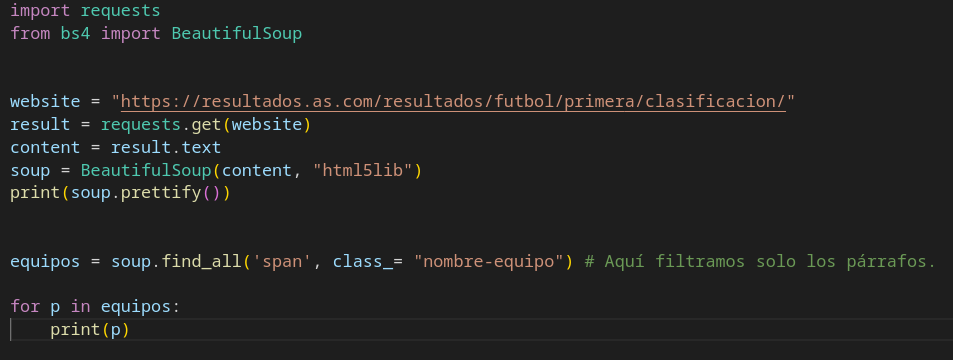 import requests
from bs4 import BeautifulSoup
website = "https://resultados.as.com/resultados/futbol/primera/clasificacion/"
result = requests.get(website)
content = result.text
soup = BeautifulSoup(content, "html5lib")
print(soup.prettify())
equipos = soup.find_all('span', class_= "nombre-equipo") # Aquí filtramos solo los párrafos.
for p in equipos:
    print(p)